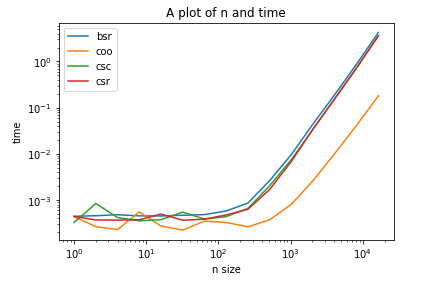 A plot of n and time
bsr
coo
csc
csr
10⁰
10⁻¹
10⁻²
10⁻³
time
10⁰ 10¹ 10² 10³ 10⁴
n size